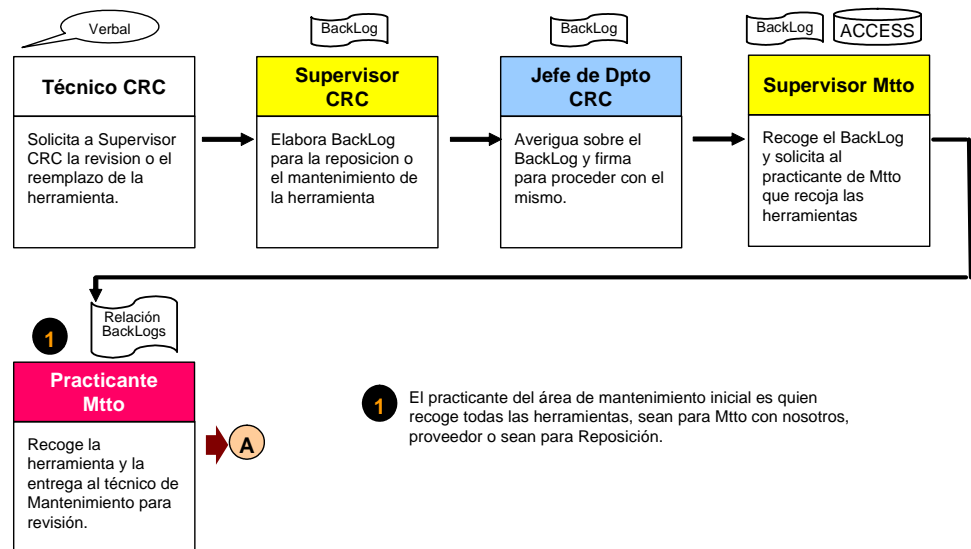 Verbal
Técnico CRC
Solicita a Supervisor
CRC la revision o el
reemplazo de la
herramienta.
BackLog
Supervisor
CRC
Elabora BackLog
para la reposicion o
el mantenimiento de
la herramienta
BackLog
Jefe de Dpto
CRC
Averigua sobre el
BackLog y firma
para proceder con el
mismo.
BackLog
ACCESS
Supervisor Mtto
Recoge el BackLog
y solicita al
practicante de Mtto
que recoja las
herramientas
1
Relación
BackLogs
Practicante
Mtto
Recoge la
herramienta y la
entrega al técnico de
Mantenimiento para
revisión.
A
1
El practicante del área de mantenimiento inicial es quien
recoge todas las herramientas, sean para Mtto con nosotros,
proveedor o sean para Reposición.